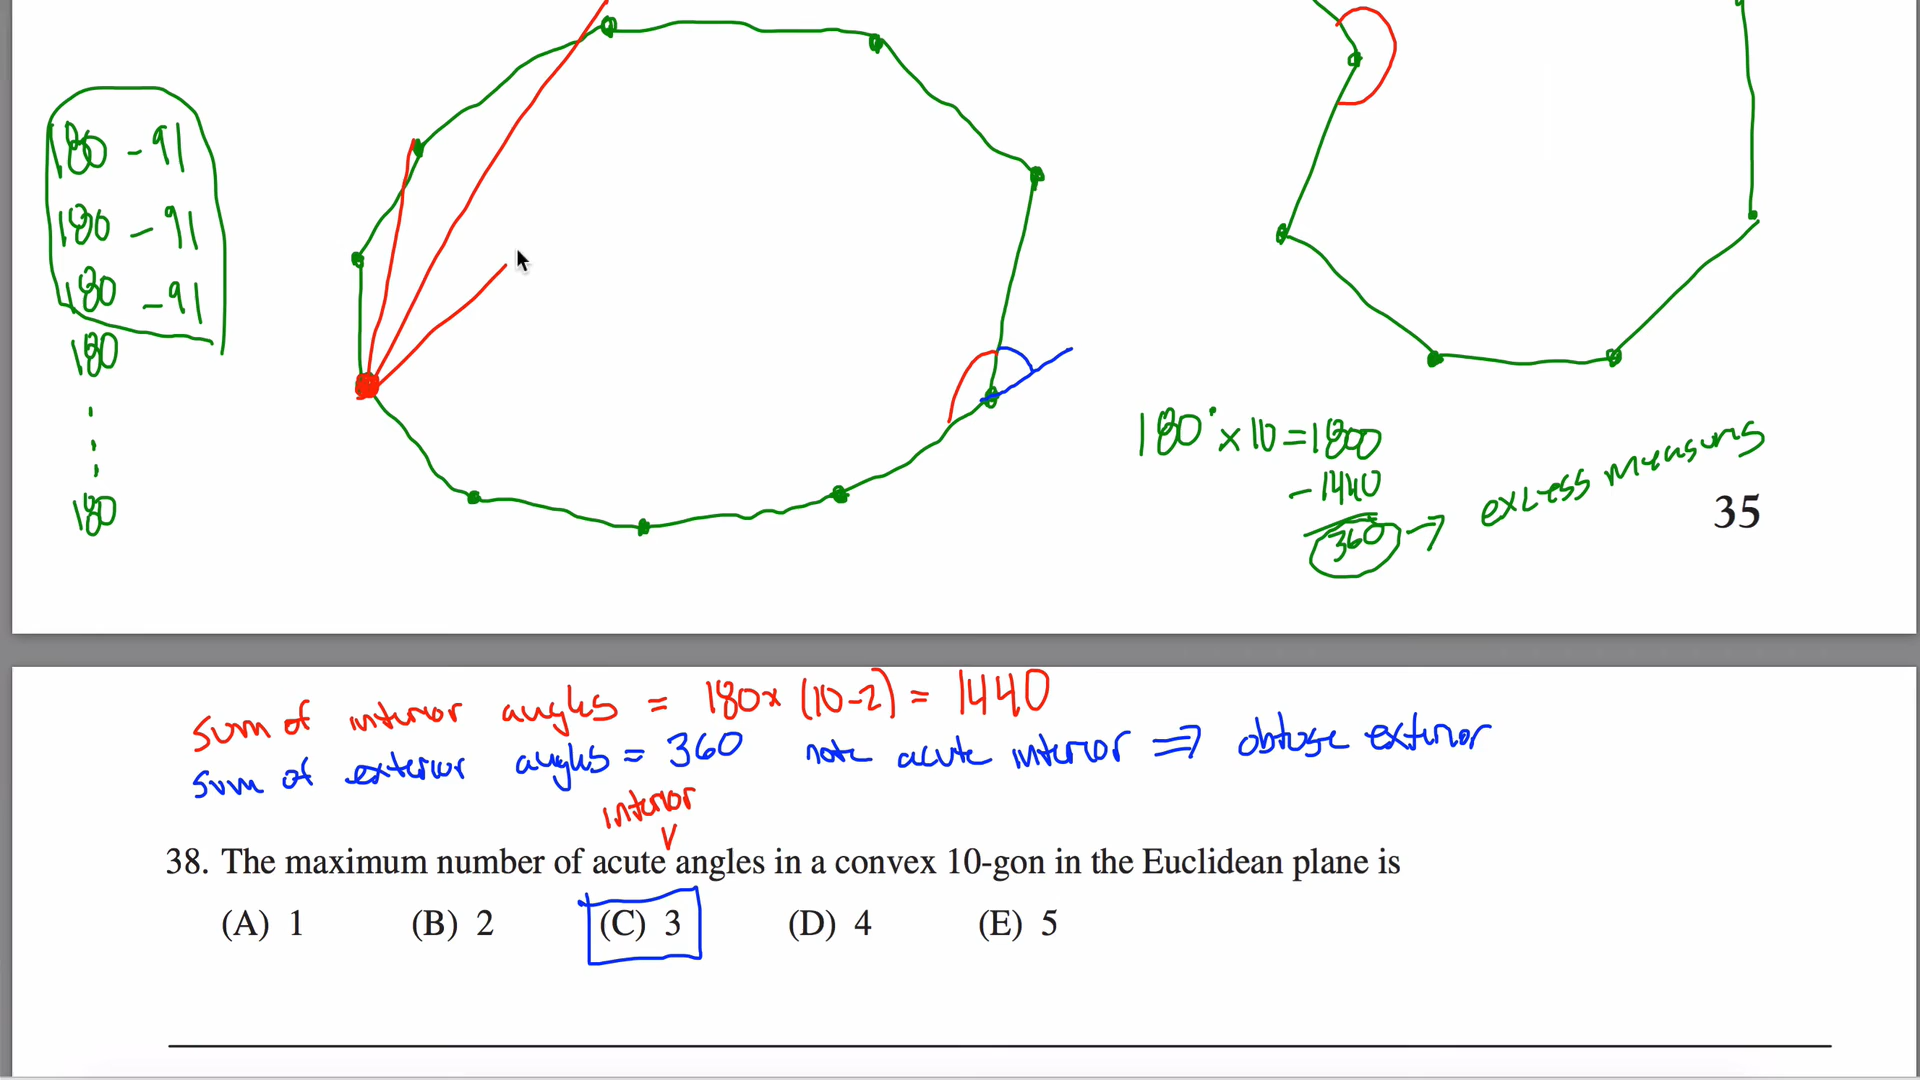 180 - 91
180 - 91
180 - 91
180
180
180° × 10 = 1800
- 1440
360 → excess measures
35
sum of interior angles = 180 × (10-2) = 1440
sum of exterior angles = 360 note acute interior ⇒ obtuse exterior
interior
38. The maximum number of acute angles in a convex 10-gon in the Euclidean plane is
(A) 1 (B) 2 (C) 3 (D) 4 (E) 5